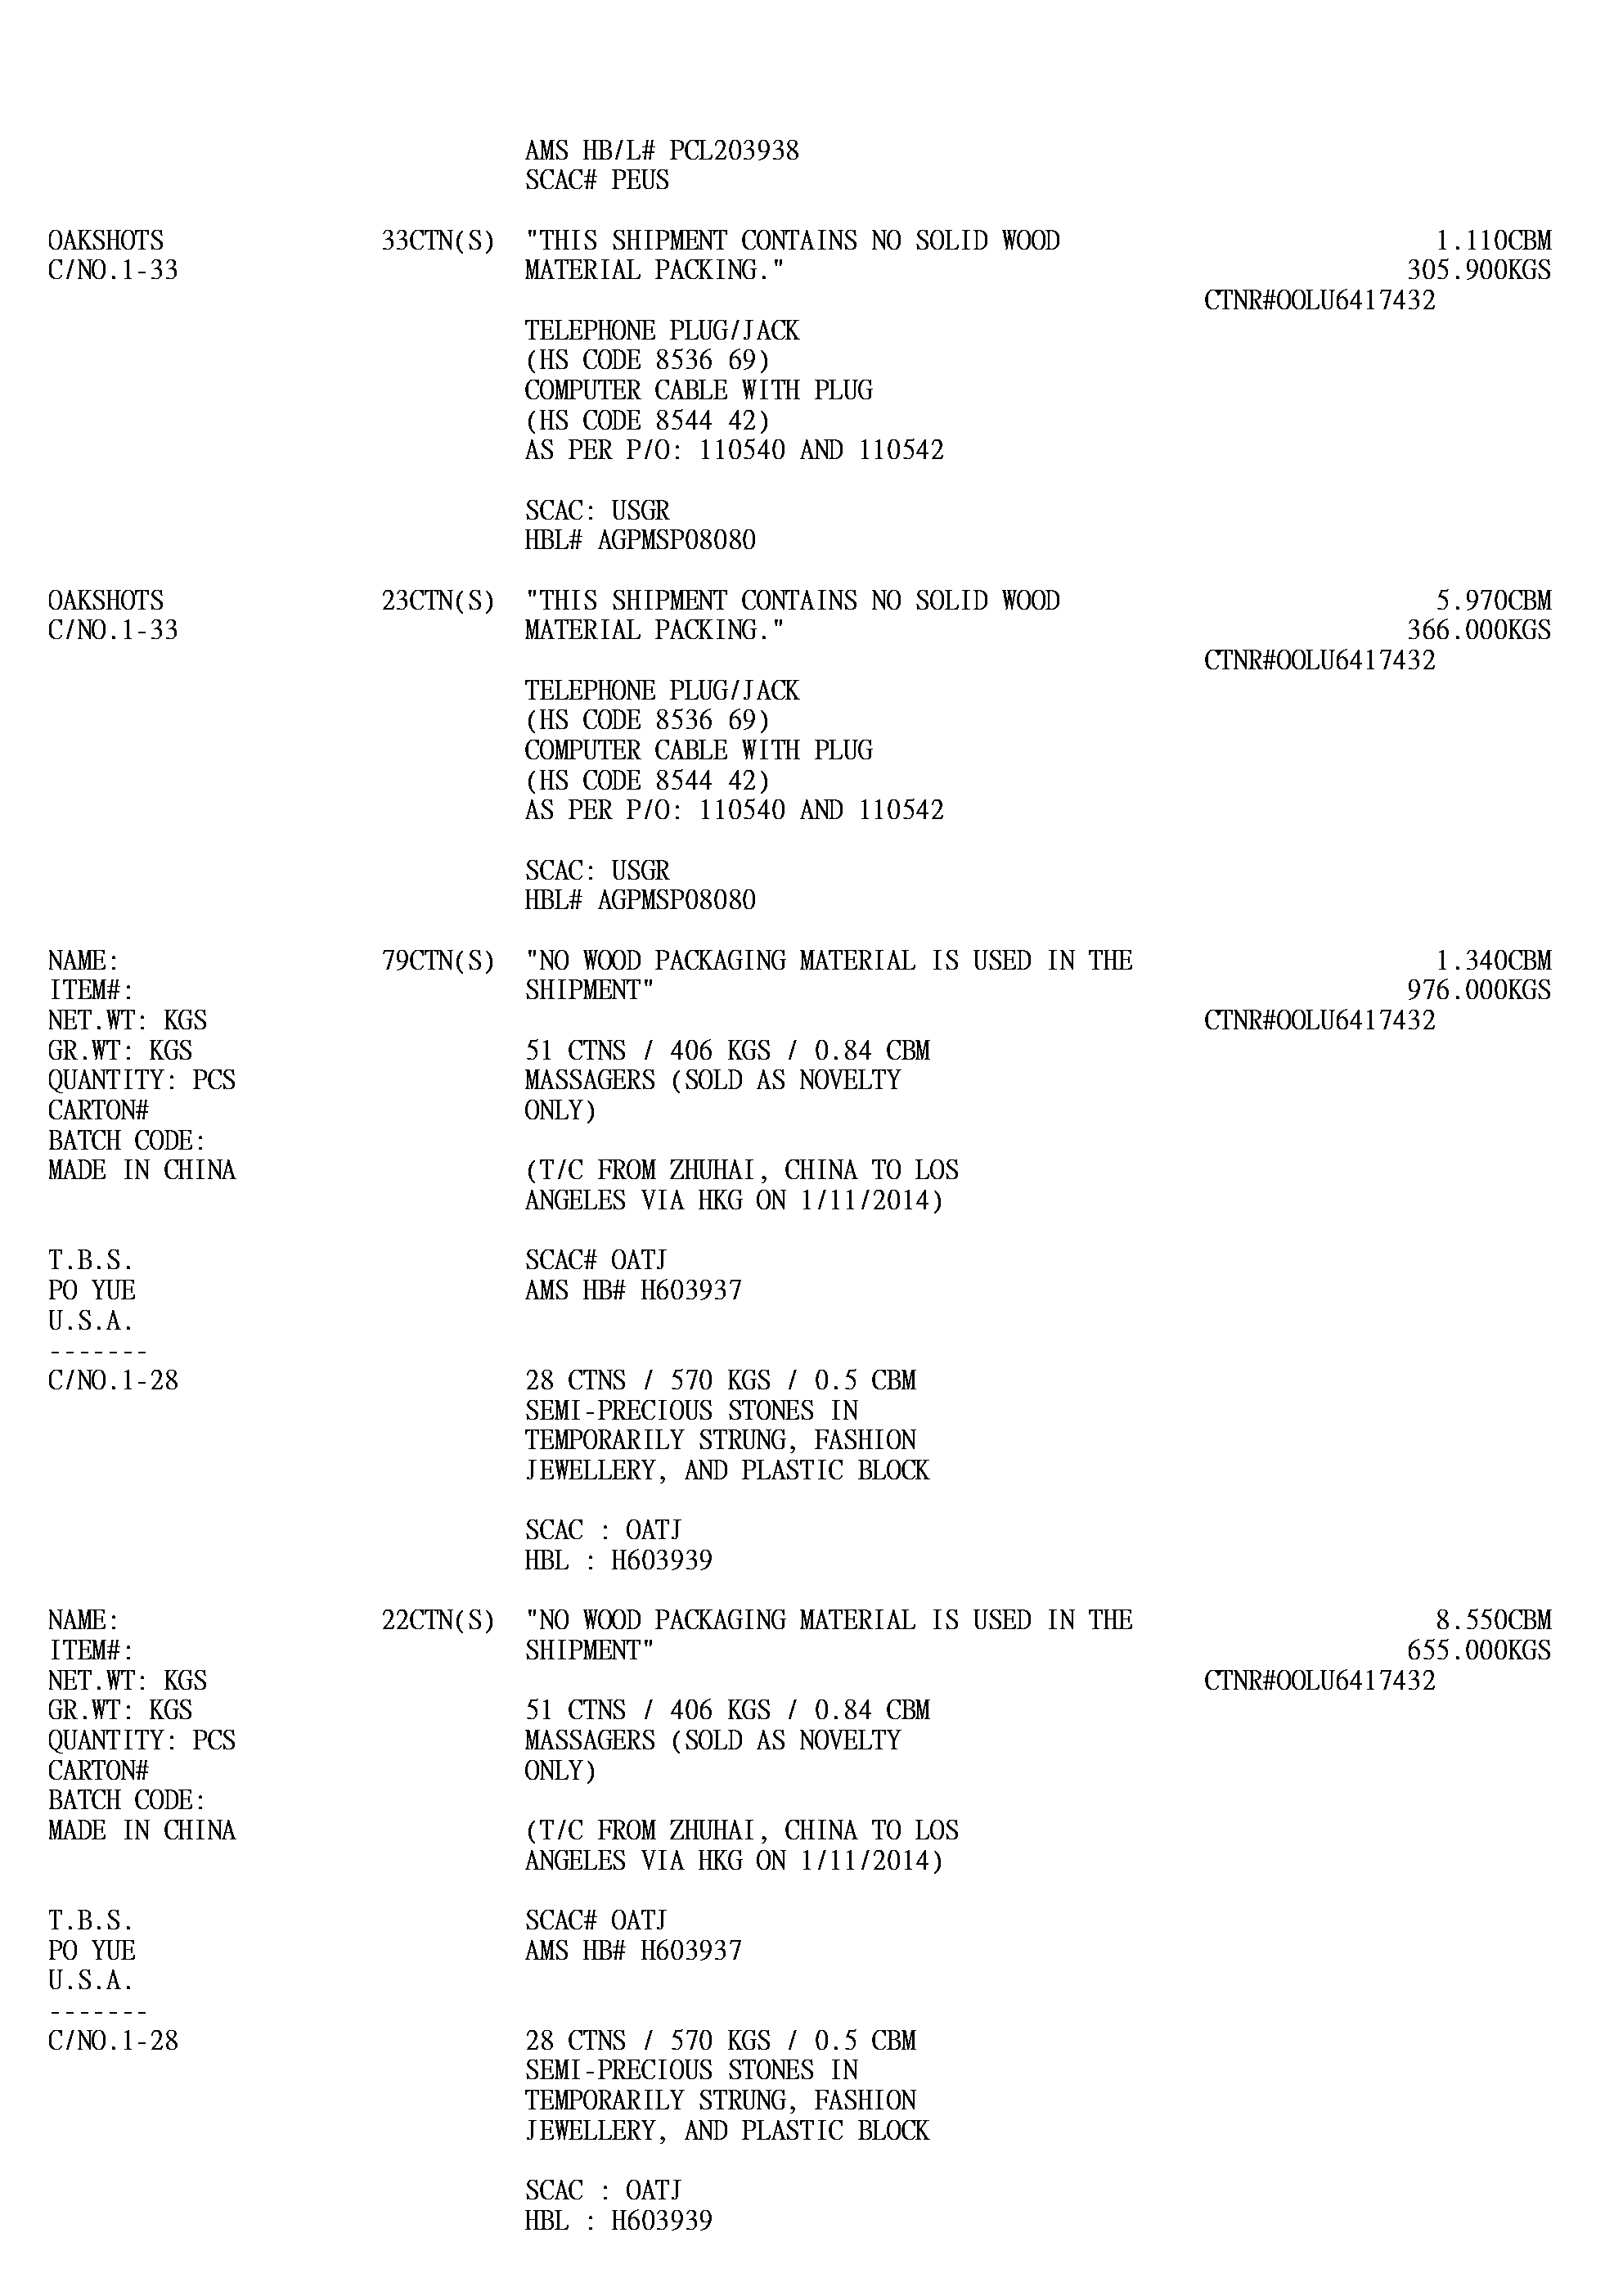 AMS HB/L# PCL203938
SCAC# PEUS
OAKSHOTS 33CTN(S) "THIS SHIPMENT CONTAINS NO SOLID WOOD 1.110CBM
C/NO.1-33 MATERIAL PACKING." 305.900KGS
CTNR#OOLU6417432
TELEPHONE PLUG/JACK
(HS CODE 8536 69)
COMPUTER CABLE WITH PLUG
(HS CODE 8544 42)
AS PER P/O: 110540 AND 110542
SCAC: USGR
HBL# AGPMSP08080
OAKSHOTS 23CTN(S) "THIS SHIPMENT CONTAINS NO SOLID WOOD 5.970CBM
C/NO.1-33 MATERIAL PACKING." 366.000KGS
CTNR#OOLU6417432
TELEPHONE PLUG/JACK
(HS CODE 8536 69)
COMPUTER CABLE WITH PLUG
(HS CODE 8544 42)
AS PER P/O: 110540 AND 110542
SCAC: USGR
HBL# AGPMSP08080
NAME: 79CTN(S) "NO WOOD PACKAGING MATERIAL IS USED IN THE 1.340CBM
ITEM#: SHIPMENT" 976.000KGS
NET.WT: KGS CTNR#OOLU6417432
GR.WT: KGS 51 CTNS / 406 KGS / 0.84 CBM
QUANTITY: PCS MASSAGERS (SOLD AS NOVELTY
CARTON# ONLY)
BATCH CODE:
MADE IN CHINA (T/C FROM ZHUHAI, CHINA TO LOS
ANGELES VIA HKG ON 1/11/2014)
T.B.S. SCAC# OATJ
PO YUE AMS HB# H603937
U.S.A.
-------
C/NO.1-28 28 CTNS / 570 KGS / 0.5 CBM
SEMI-PRECIOUS STONES IN
TEMPORARILY STRUNG, FASHION
JEWELLERY, AND PLASTIC BLOCK
SCAC : OATJ
HBL : H603939
NAME: 22CTN(S) "NO WOOD PACKAGING MATERIAL IS USED IN THE 8.550CBM
ITEM#: SHIPMENT" 655.000KGS
NET.WT: KGS CTNR#OOLU6417432
GR.WT: KGS 51 CTNS / 406 KGS / 0.84 CBM
QUANTITY: PCS MASSAGERS (SOLD AS NOVELTY
CARTON# ONLY)
BATCH CODE:
MADE IN CHINA (T/C FROM ZHUHAI, CHINA TO LOS
ANGELES VIA HKG ON 1/11/2014)
T.B.S. SCAC# OATJ
PO YUE AMS HB# H603937
U.S.A.
-------
C/NO.1-28 28 CTNS / 570 KGS / 0.5 CBM
SEMI-PRECIOUS STONES IN
TEMPORARILY STRUNG, FASHION
JEWELLERY, AND PLASTIC BLOCK
SCAC : OATJ
HBL : H603939